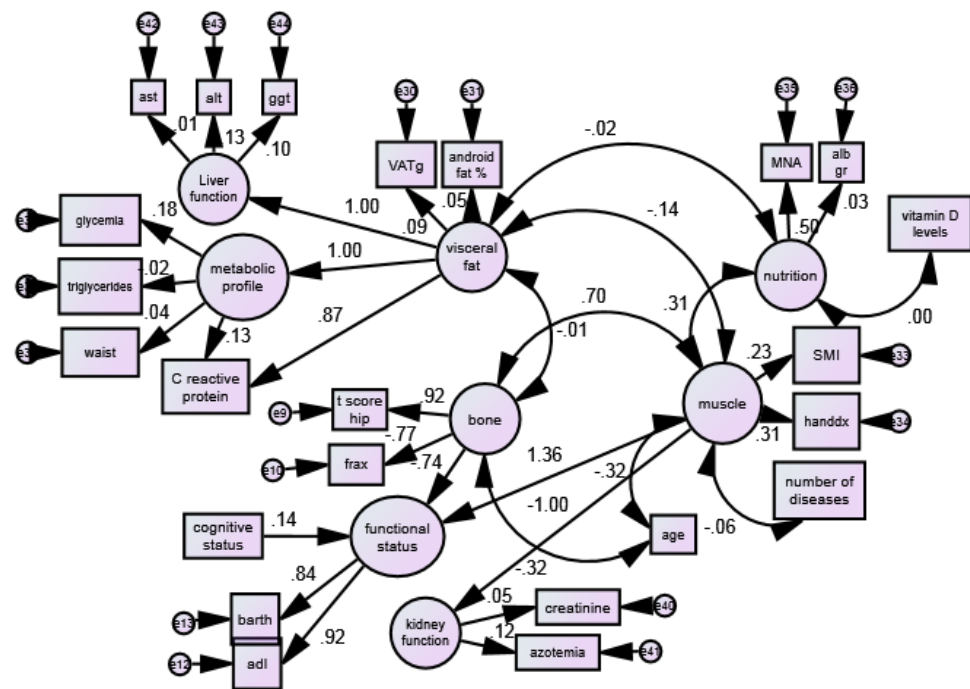 e42
e43
e44
ast
alt
ggt
.01
.13
.10
Liver
function
e30
e31
VATg
android
fat %
.09
.05
visceral
fat
1.00
1.00
.87
glycemia
triglycerides
waist
C reactive
protein
.18
-.02
.04
.13
metabolic
profile
-.02
-.14
-.01
e35
e36
MNA
alb
gr
.50
.03
nutrition
vitamin D
levels
.00
.31
.70
SMI
e33
.23
handdx
e34
.31
muscle
number of
diseases
-.06
e9
t score
hip
.92
e10
frax
-.77
bone
-.74
1.36
-.32
-1.00
age
cognitive
status
.14
functional
status
-.32
.84
.92
e13
barth
e12
adl
kidney
function
.05
.12
creatinine
e40
azotemia
e41